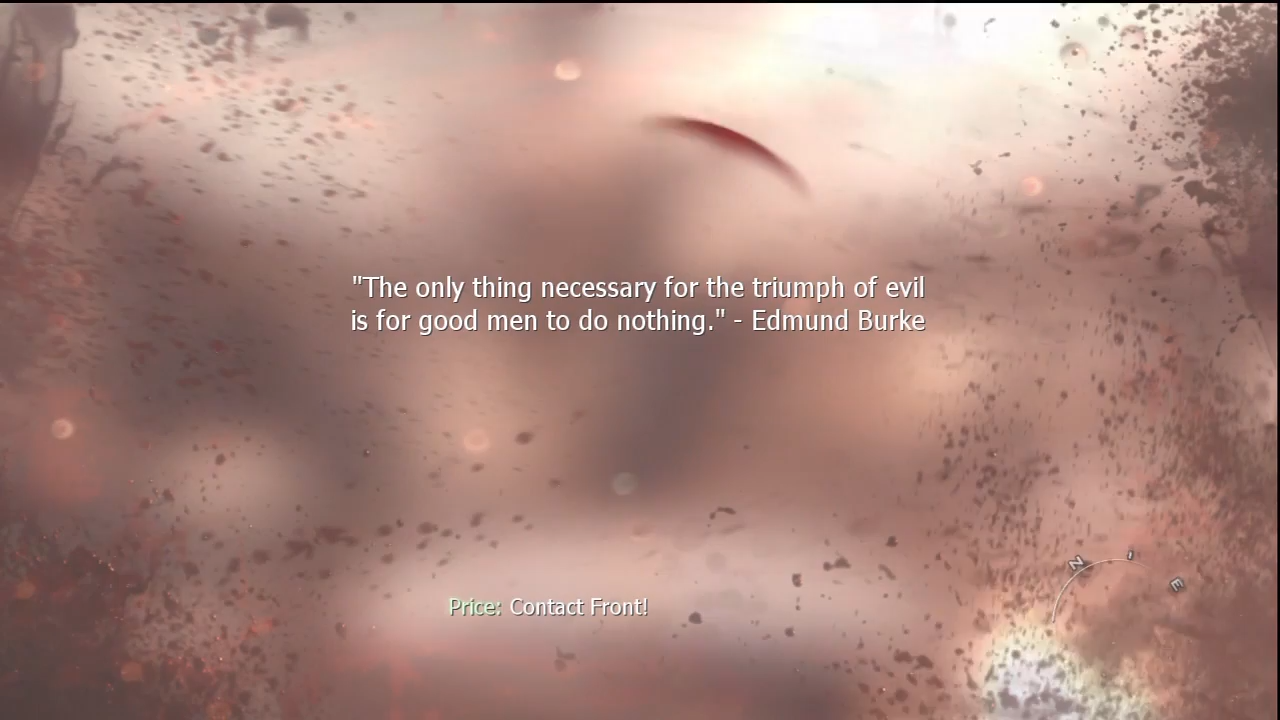 "The only thing necessary for the triumph of evil
is for good men to do nothing." - Edmund Burke
Price: Contact Front!
N
E